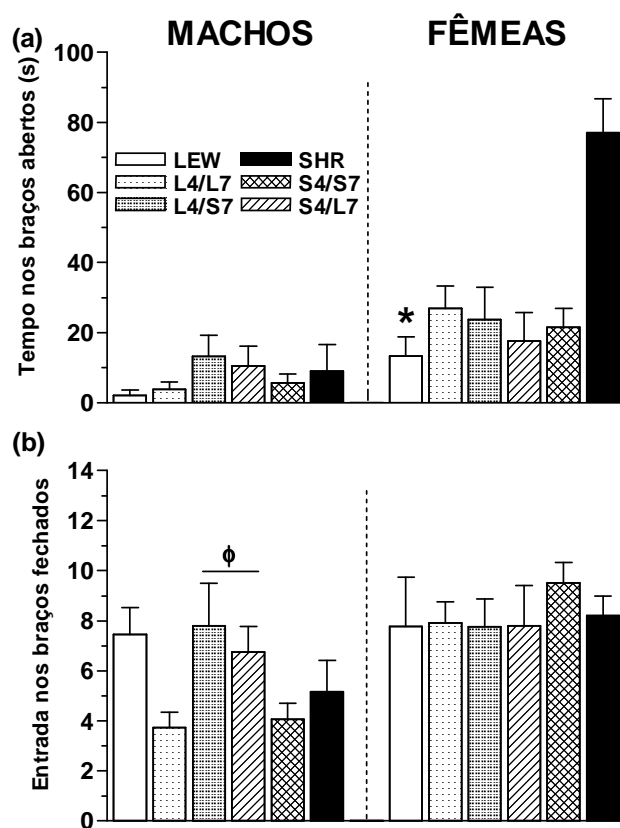 MACHOS FÊMEAS
(a)
Tempo nos braços abertos (s)
100
80
60
40
20
0
LEW SHR
L4/L7 S4/S7
L4/S7 S4/L7
*
(b)
Entrada nos braços fechados
14
12
10
8
6
4
2
0
ϕ